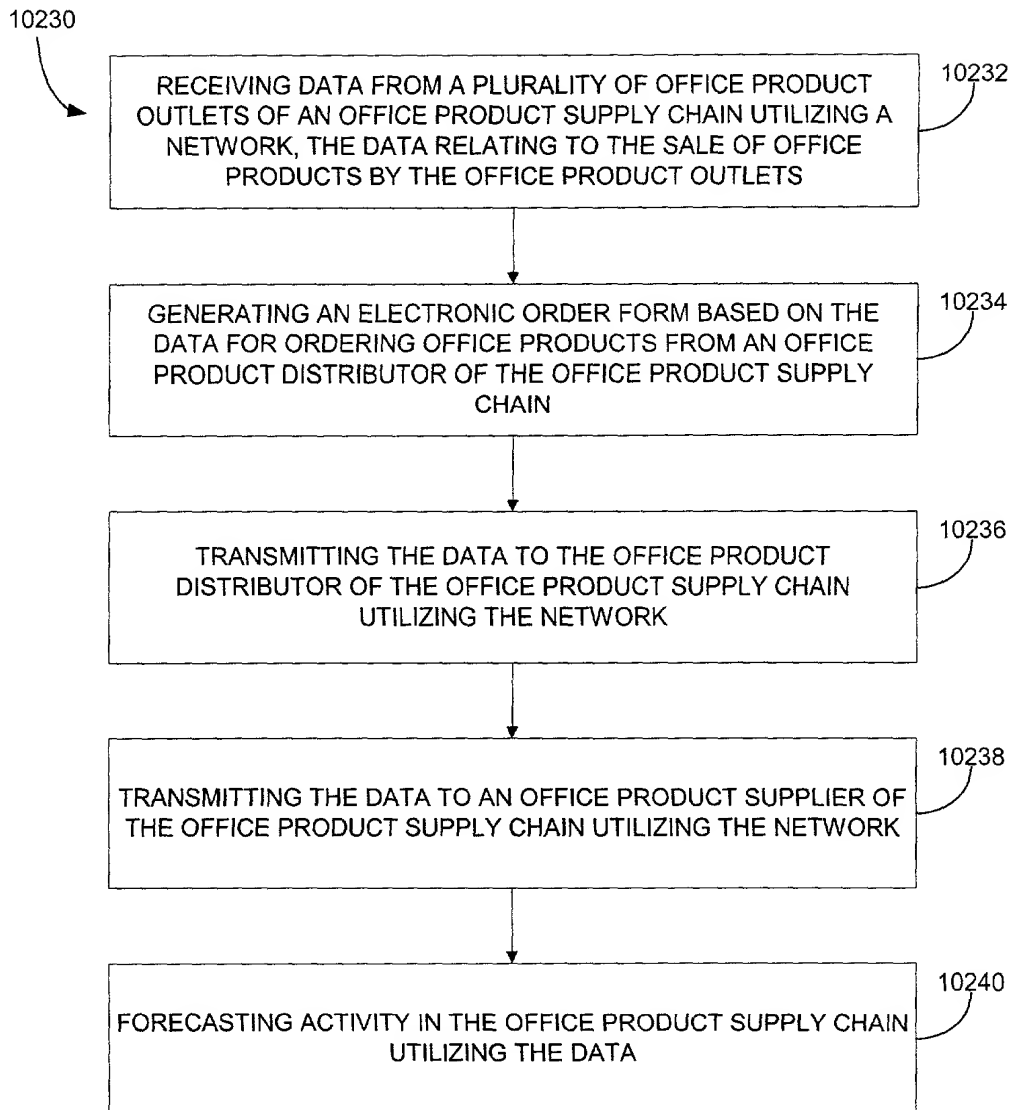 10230
RECEIVING DATA FROM A PLURALITY OF OFFICE PRODUCT
OUTLETS OF AN OFFICE PRODUCT SUPPLY CHAIN UTILIZING A
NETWORK, THE DATA RELATING TO THE SALE OF OFFICE
PRODUCTS BY THE OFFICE PRODUCT OUTLETS
10232
GENERATING AN ELECTRONIC ORDER FORM BASED ON THE
DATA FOR ORDERING OFFICE PRODUCTS FROM AN OFFICE
PRODUCT DISTRIBUTOR OF THE OFFICE PRODUCT SUPPLY
CHAIN
10234
TRANSMITTING THE DATA TO THE OFFICE PRODUCT
DISTRIBUTOR OF THE OFFICE PRODUCT SUPPLY CHAIN
UTILIZING THE NETWORK
10236
TRANSMITTING THE DATA TO AN OFFICE PRODUCT SUPPLIER OF
THE OFFICE PRODUCT SUPPLY CHAIN UTILIZING THE NETWORK
10238
FORECASTING ACTIVITY IN THE OFFICE PRODUCT SUPPLY CHAIN
UTILIZING THE DATA
10240